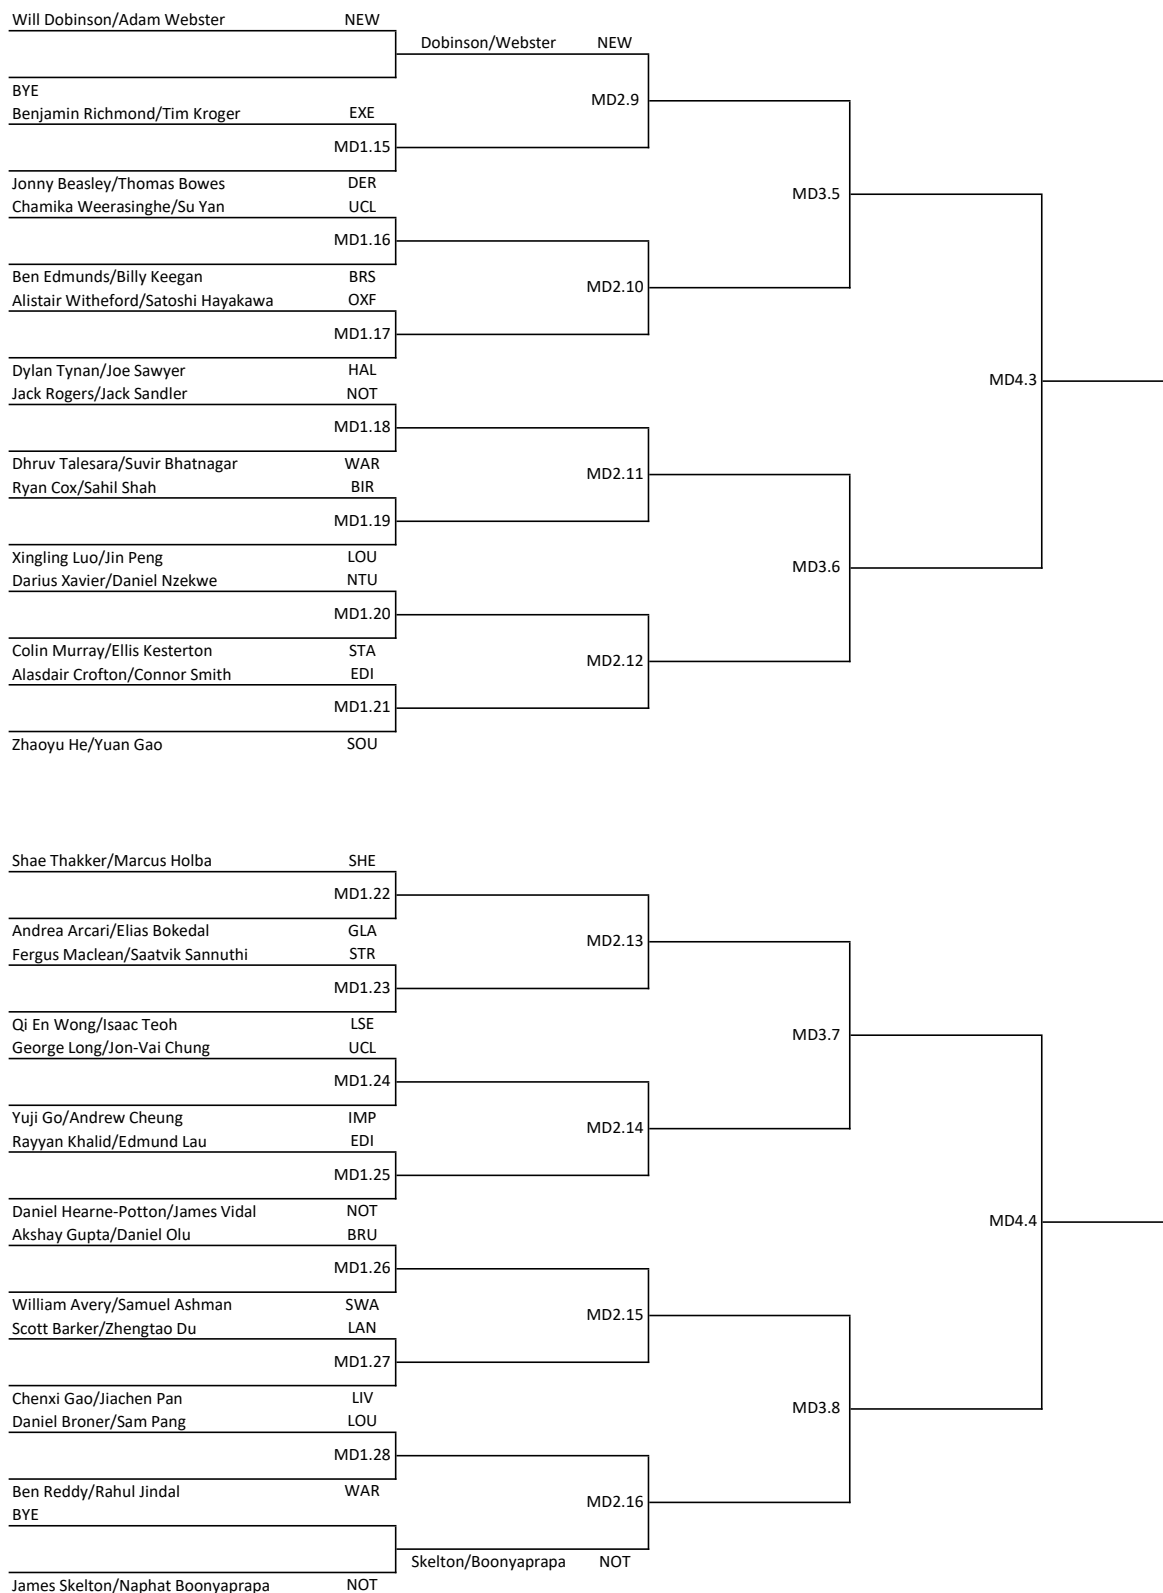 Will Dobinson/Adam Webster NEW
Dobinson/Webster NEW
BYE
MD2.9
Benjamin Richmond/Tim Kroger EXE
MD1.15
Jonny Beasley/Thomas Bowes DER
MD3.5
Chamika Weerasinghe/Su Yan UCL
MD1.16
Ben Edmunds/Billy Keegan BRS
MD2.10
Alistair Witheford/Satoshi Hayakawa OXF
MD1.17
Dylan Tynan/Joe Sawyer HAL
MD4.3
Jack Rogers/Jack Sandler NOT
MD1.18
Dhruv Talesara/Suvir Bhatnagar WAR
MD2.11
Ryan Cox/Sahil Shah BIR
MD1.19
Xingling Luo/Jin Peng LOU
MD3.6
Darius Xavier/Daniel Nzekwe NTU
MD1.20
Colin Murray/Ellis Kesterton STA
MD2.12
Alasdair Crofton/Connor Smith EDI
MD1.21
Zhaoyu He/Yuan Gao SOU
Shae Thakker/Marcus Holba SHE
MD1.22
Andrea Arcari/Elias Bokedal GLA
MD2.13
Fergus Maclean/Saatvik Sannuthi STR
MD1.23
Qi En Wong/Isaac Teoh LSE
MD3.7
George Long/Jon-Vai Chung UCL
MD1.24
Yuji Go/Andrew Cheung IMP
MD2.14
Rayyan Khalid/Edmund Lau EDI
MD1.25
Daniel Hearne-Potton/James Vidal NOT
MD4.4
Akshay Gupta/Daniel Olu BRU
MD1.26
William Avery/Samuel Ashman SWA
MD2.15
Scott Barker/Zhengtao Du LAN
MD1.27
Chenxi Gao/Jiachen Pan LIV
MD3.8
Daniel Broner/Sam Pang LOU
MD1.28
Ben Reddy/Rahul Jindal WAR
MD2.16
BYE
Skelton/Boonyaprapa NOT
James Skelton/Naphat Boonyaprapa NOT